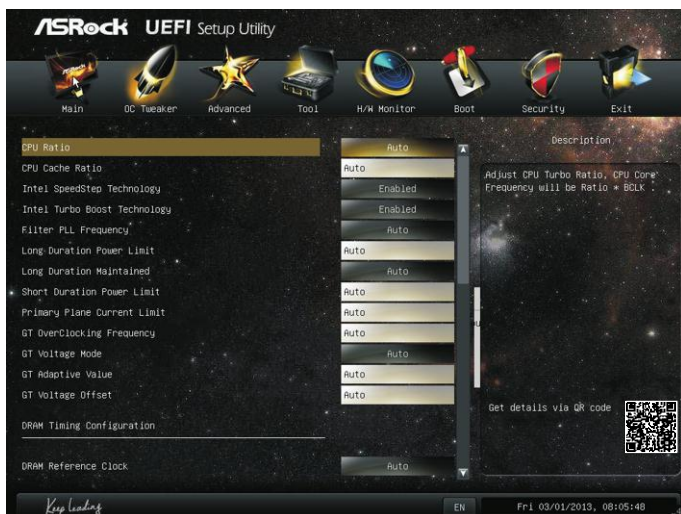 ASRock UEFI Setup Utility
Main OC Tweaker Advanced Tool H/W Monitor Boot Security Exit
CPU Ratio Auto
CPU Cache Ratio Auto
Intel SpeedStep Technology Enabled
Intel Turbo Boost Technology Enabled
Filter PLL Frequency Auto
Long Duration Power Limit Auto
Long Duration Maintained Auto
Short Duration Power Limit Auto
Primary Plane Current Limit Auto
GT OverClocking Frequency Auto
GT Voltage Mode Auto
GT Adaptive Value Auto
GT Voltage Offset Auto
DRAM Timing Configuration
DRAM Reference Clock Auto
Description
Adjust CPU Turbo Ratio, CPU Core
Frequency will be Ratio * BCLK .
Get details via QR code
Keep Leading
EN
Fri 03/01/2013, 08:05:48